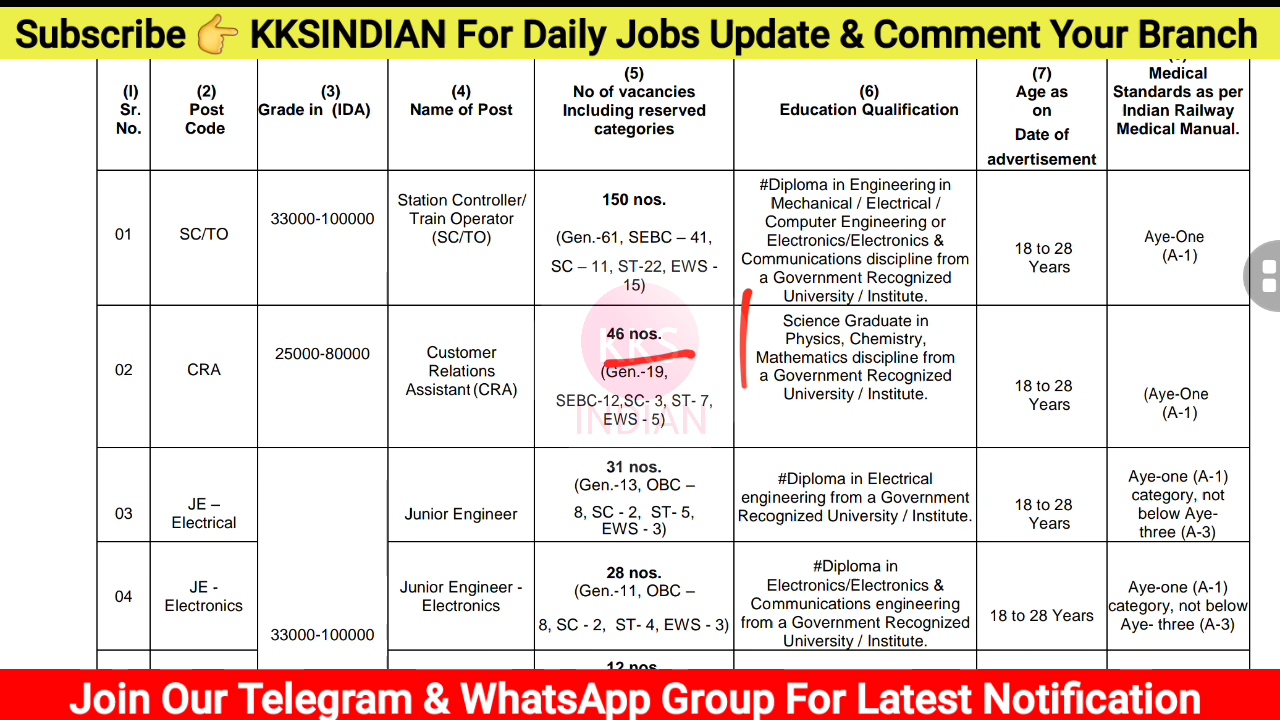 Subscribe 👉 KKSINDIAN For Daily Jobs Update & Comment Your Branch
(I)
Sr.
No.
(2)
Post
Code
(3)
Grade in (IDA)
(4)
Name of Post
(5)
No of vacancies
Including reserved
categories
(6)
Education Qualification
(7)
Age as
on
Date of
advertisement
Medical
Standards as per
Indian Railway
Medical Manual.
01
SC/TO
33000-100000
Station Controller/
Train Operator
(SC/TO)
150 nos.
(Gen.-61, SEBC – 41,
SC – 11, ST-22, EWS -
15)
#Diploma in Engineering in
Mechanical / Electrical /
Computer Engineering or
Electronics/Electronics &
Communications discipline from
a Government Recognized
University / Institute.
18 to 28
Years
Aye-One
(A-1)
02
CRA
25000-80000
Customer
Relations
Assistant (CRA)
46 nos.
(Gen.-19,
SEBC-12,SC- 3, ST- 7,
EWS - 5)
Science Graduate in
Physics, Chemistry,
Mathematics discipline from
a Government Recognized
University / Institute.
18 to 28
Years
(Aye-One
(A-1)
KKS
INDIAN
03
JE –
Electrical
Junior Engineer
31 nos.
(Gen.-13, OBC –
8, SC - 2, ST- 5,
EWS - 3)
#Diploma in Electrical
engineering from a Government
Recognized University / Institute.
18 to 28
Years
Aye-one (A-1)
category, not
below Aye-
three (A-3)
04
JE -
Electronics
33000-100000
Junior Engineer -
Electronics
28 nos.
(Gen.-11, OBC –
8, SC - 2, ST- 4, EWS - 3)
#Diploma in
Electronics/Electronics &
Communications engineering
from a Government Recognized
University / Institute.
18 to 28 Years
Aye-one (A-1)
category, not below
Aye- three (A-3)
12 nos
Join Our Telegram & WhatsApp Group For Latest Notification